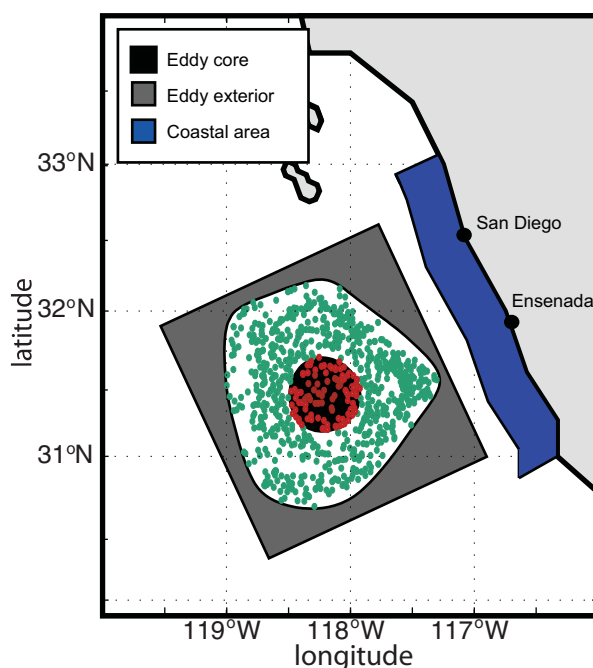 Eddy core
Eddy exterior
Coastal area
33°N
San Diego
32°N
Ensenada
latitude
31°N
119°W
118°W
117°W
longitude